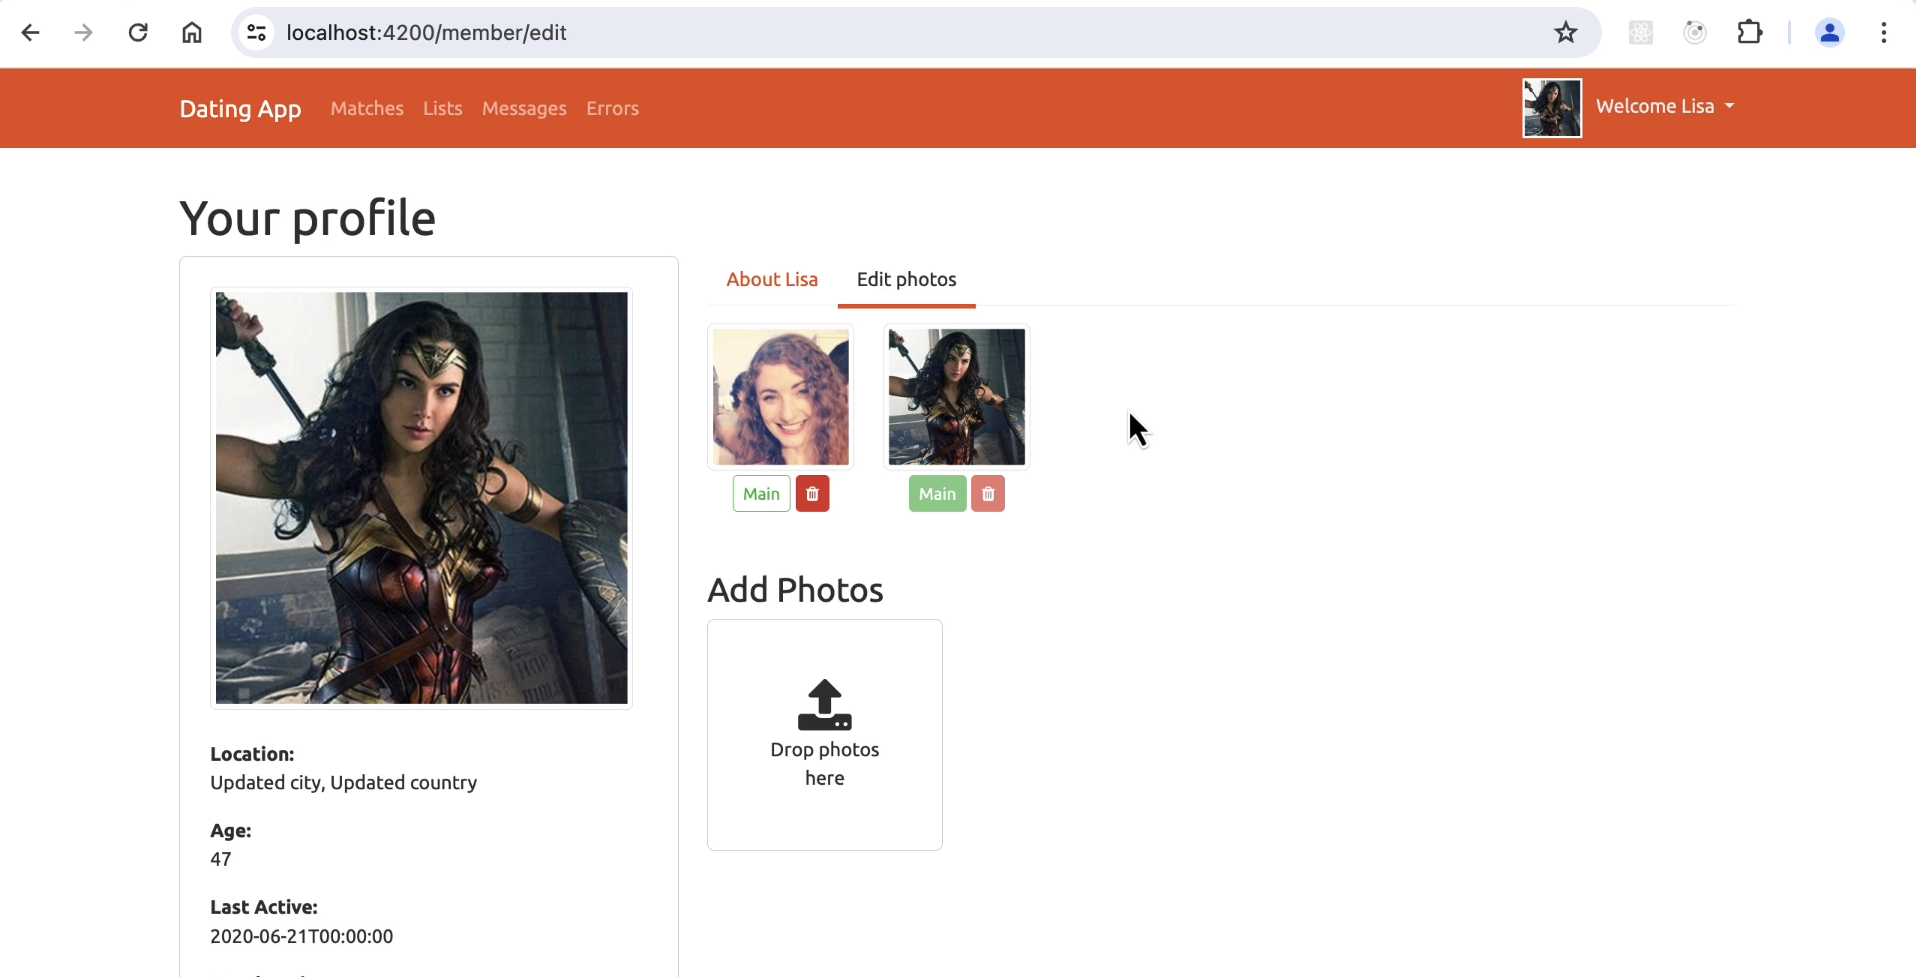 localhost:4200/member/edit
Dating App
Matches
Lists
Messages
Errors
Welcome Lisa
Your profile
About Lisa
Edit photos
Main
Main
Location:
Updated city, Updated country
Age:
47
Last Active:
2020-06-21T00:00:00
Add Photos
Drop photos
here